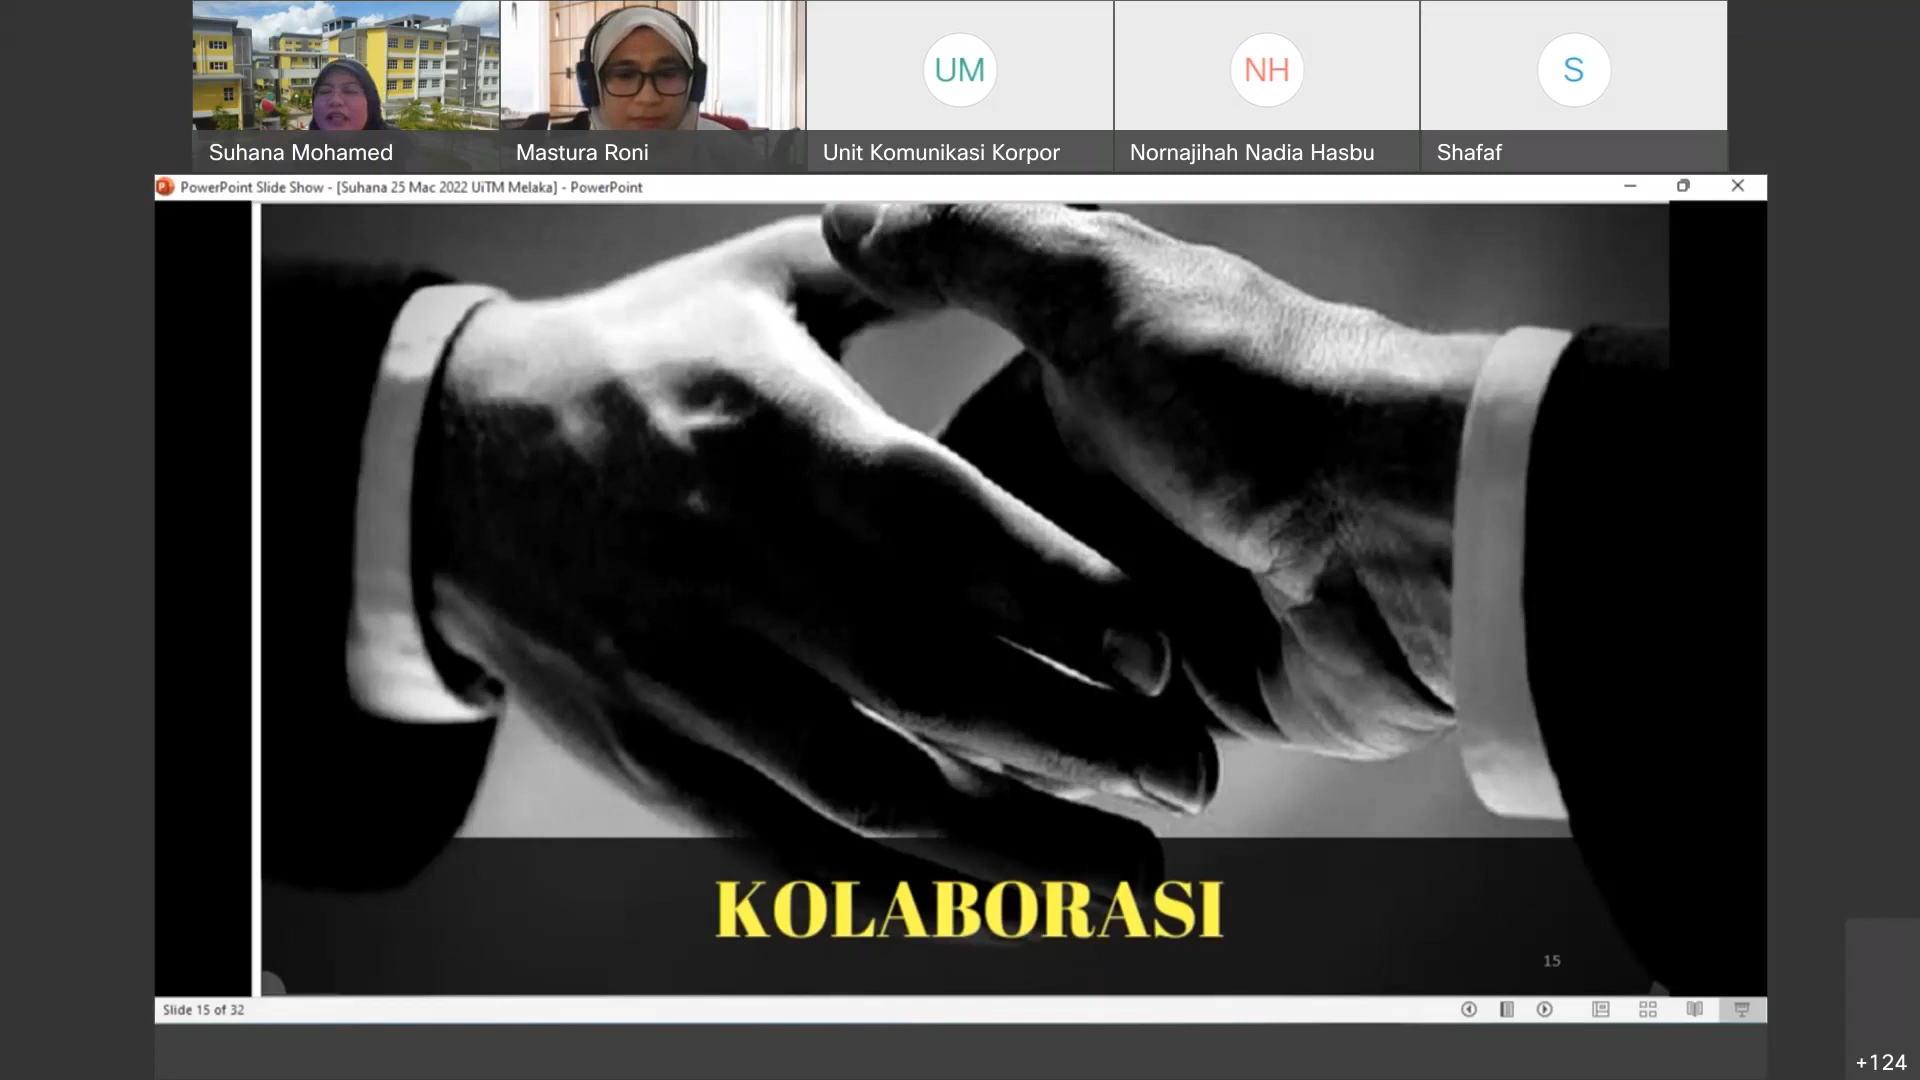 UM
NH
S
Suhana Mohamed
Mastura Roni
Unit Komunikasi Korpor
Nornajihah Nadia Hasbu
Shafaf
PowerPoint Slide Show - [Suhana 25 Mac 2022 UiTM Melaka] - PowerPoint
KOLABORASI
15
Slide 15 of 32
+124